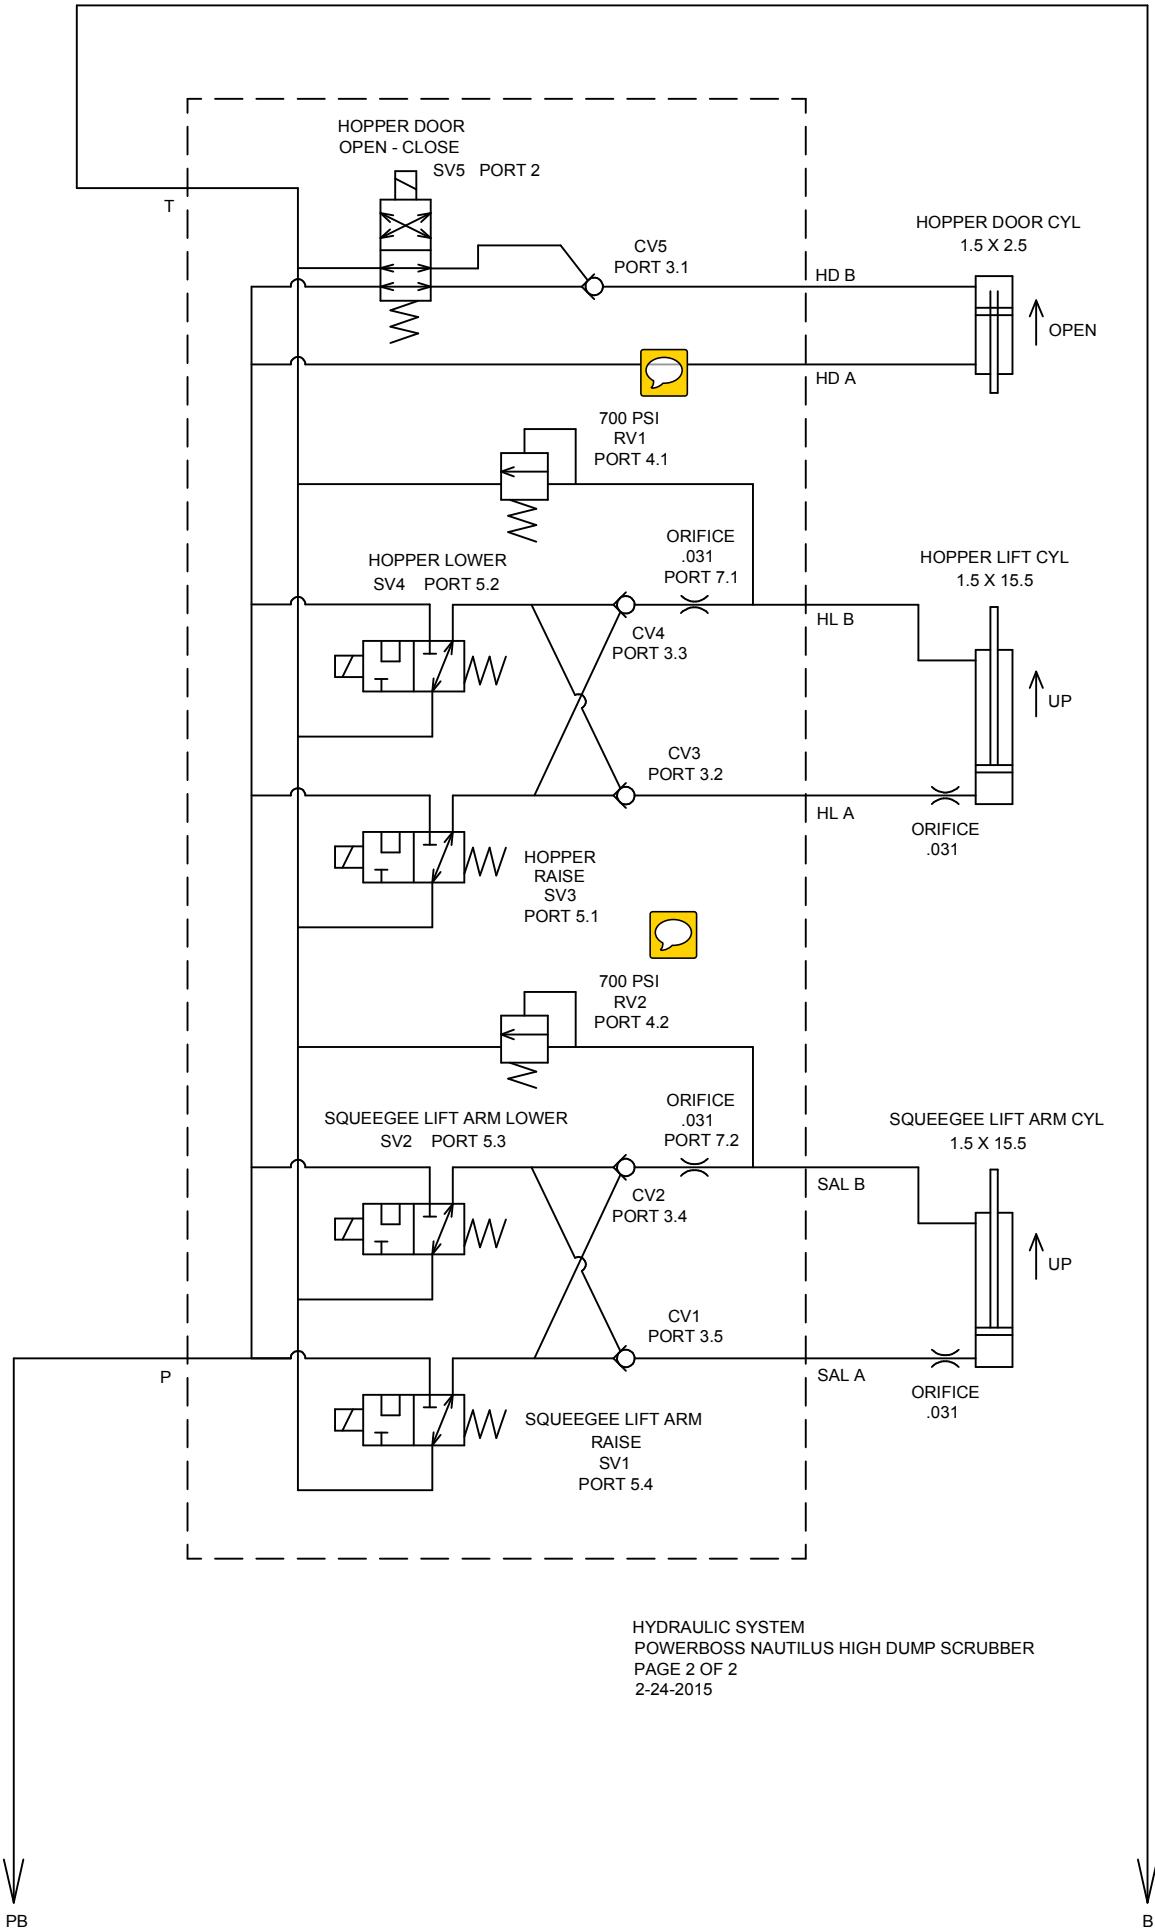 HOPPER DOOR
OPEN - CLOSE
SV5 PORT 2
T
HOPPER DOOR CYL
1.5 X 2.5
CV5
PORT 3.1
HD B
OPEN
HD A
700 PSI
RV1
PORT 4.1
ORIFICE
.031
PORT 7.1
HOPPER LOWER
SV4 PORT 5.2
HOPPER LIFT CYL
1.5 X 15.5
HL B
CV4
PORT 3.3
UP
CV3
PORT 3.2
HL A
ORIFICE
.031
HOPPER
RAISE
SV3
PORT 5.1
700 PSI
RV2
PORT 4.2
ORIFICE
.031
PORT 7.2
SQUEEGEE LIFT ARM LOWER
SV2 PORT 5.3
SQUEEGEE LIFT ARM CYL
1.5 X 15.5
SAL B
CV2
PORT 3.4
UP
CV1
PORT 3.5
P
SAL A
ORIFICE
.031
SQUEEGEE LIFT ARM
RAISE
SV1
PORT 5.4
HYDRAULIC SYSTEM
POWERBOSS NAUTILUS HIGH DUMP SCRUBBER
PAGE 2 OF 2
2-24-2015
PB
B